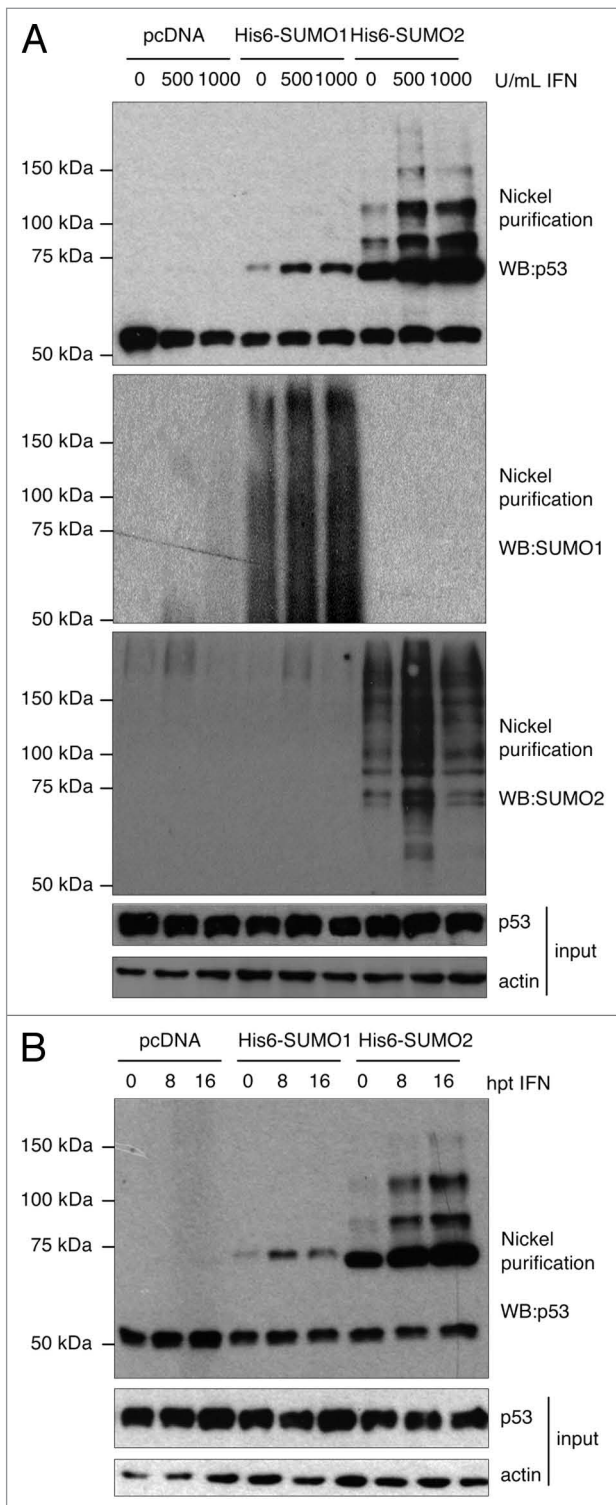 A
pcDNA His6-SUMO1 His6-SUMO2
0 500 1000 0 500 1000 0 500 1000 U/mL IFN
150 kDa
100 kDa
75 kDa
50 kDa
Nickel
purification
WB:p53
150 kDa
100 kDa
75 kDa
50 kDa
Nickel
purification
WB:SUMO1
150 kDa
100 kDa
75 kDa
50 kDa
Nickel
purification
WB:SUMO2
p53
actin
input
B
pcDNA His6-SUMO1 His6-SUMO2
0 8 16 0 8 16 0 8 16 hpt IFN
150 kDa
100 kDa
75 kDa
50 kDa
Nickel
purification
WB:p53
p53
actin
input